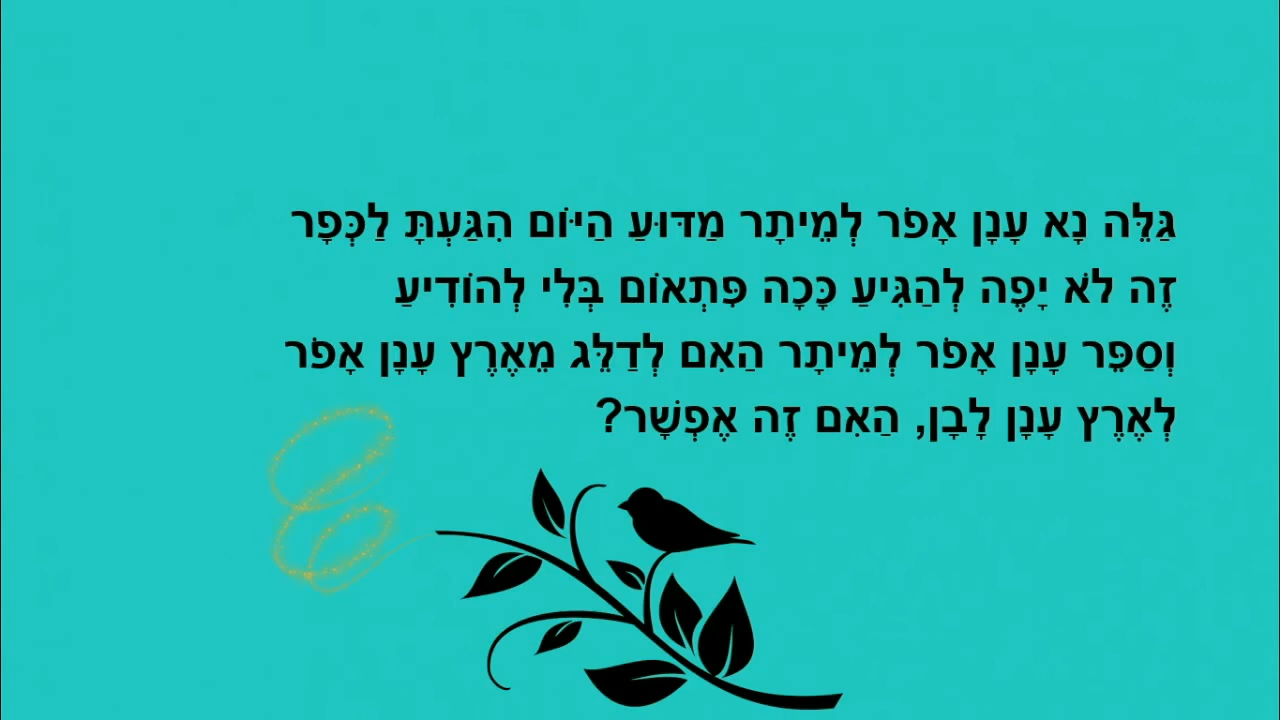 גַּלֵּה נָא עָנָן אָפֹר לְמֵיתָר מַדּוּעַ הַיּוֹם הִגַּעְתָּ לַכְּפָר
זֶה לֹא יָפֶה לְהַגִּיעַ כָּכָה פִּתְאוֹם בְּלִי לְהוֹדִיעַ
וְסַפֵּר עָנָן אָפֹר לְמֵיתָר הַאִם לְדַלֵּג מֵאֶרֶץ עָנָן אָפֹר
לְאֶרֶץ עָנָן לָבָן, הַאִם זֶה אֶפְשָׁר?